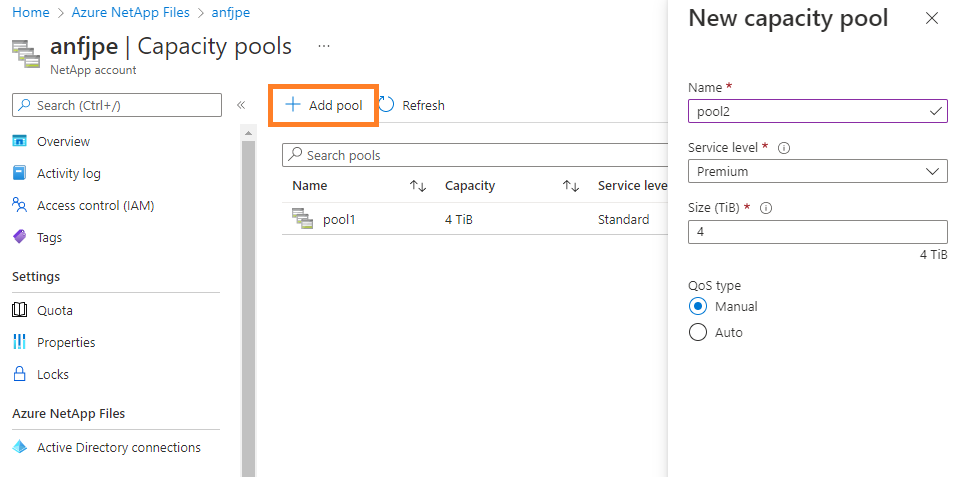 Home > Azure NetApp Files > anfjpe
anfjpe | Capacity pools ...
NetApp account
Search (Ctrl+/)
«
Overview
Activity log
Access control (IAM)
Tags
Settings
Quota
Properties
Locks
Azure NetApp Files
Active Directory connections
+ Add pool
Refresh
Search pools
Name ↑↓ Capacity ↑↓ Service leve
pool1 4 TiB Standard
New capacity pool
Name *
pool2
Service level *
Premium
Size (TiB) *
4
4 TiB
QoS type
Manual
Auto